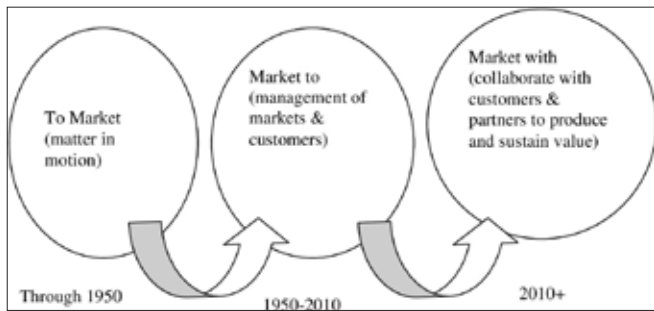 To Market
(matter in
motion)
Market to
(management of
markets &
customers)
Market with
(collaborate with
customers &
partners to produce
and sustain value)
Through 1950
1950-2010
2010+